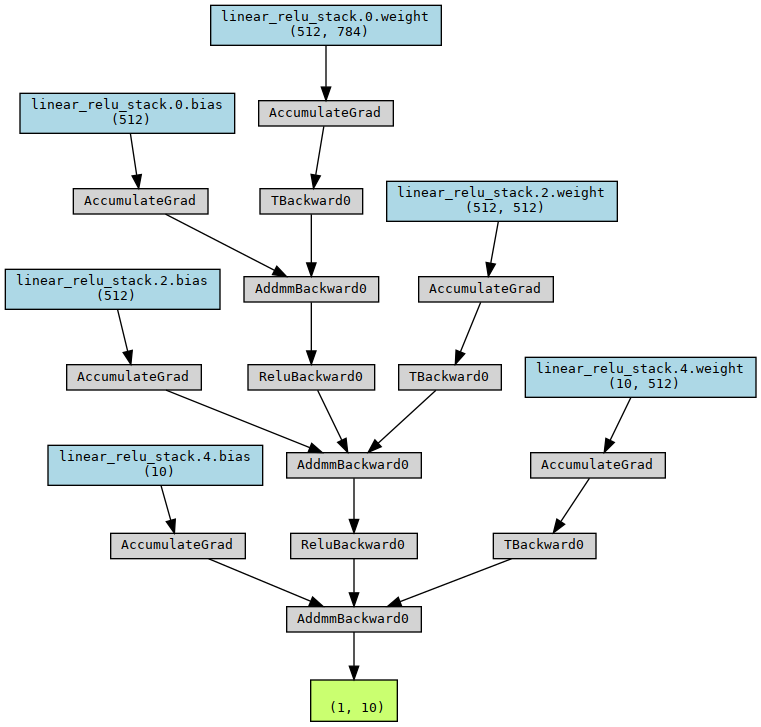 linear_relu_stack.0.weight
(512, 784)
linear_relu_stack.0.bias
(512)
AccumulateGrad
AccumulateGrad
TBackward0
linear_relu_stack.2.weight
(512, 512)
linear_relu_stack.2.bias
(512)
AddmmBackward0
AccumulateGrad
AccumulateGrad
ReluBackward0
TBackward0
linear_relu_stack.4.weight
(10, 512)
linear_relu_stack.4.bias
(10)
AddmmBackward0
AccumulateGrad
AccumulateGrad
ReluBackward0
TBackward0
AddmmBackward0
(1, 10)